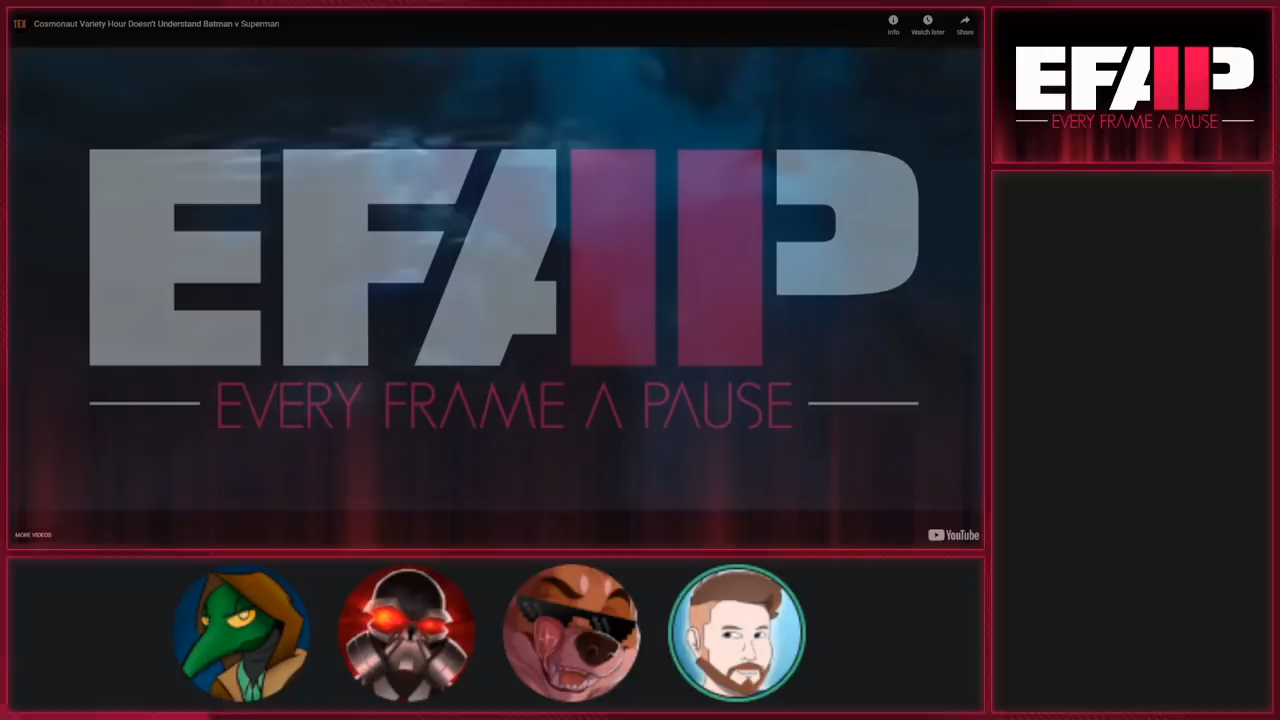 TEX
Cosmonaut Variety Hour Doesn't Understand Batman v Superman
Info
Watch later
Share
EFAP
EVERY FRAME A PAUSE
MORE VIDEOS
YouTube
EFAP
EVERY FRAME A PAUSE